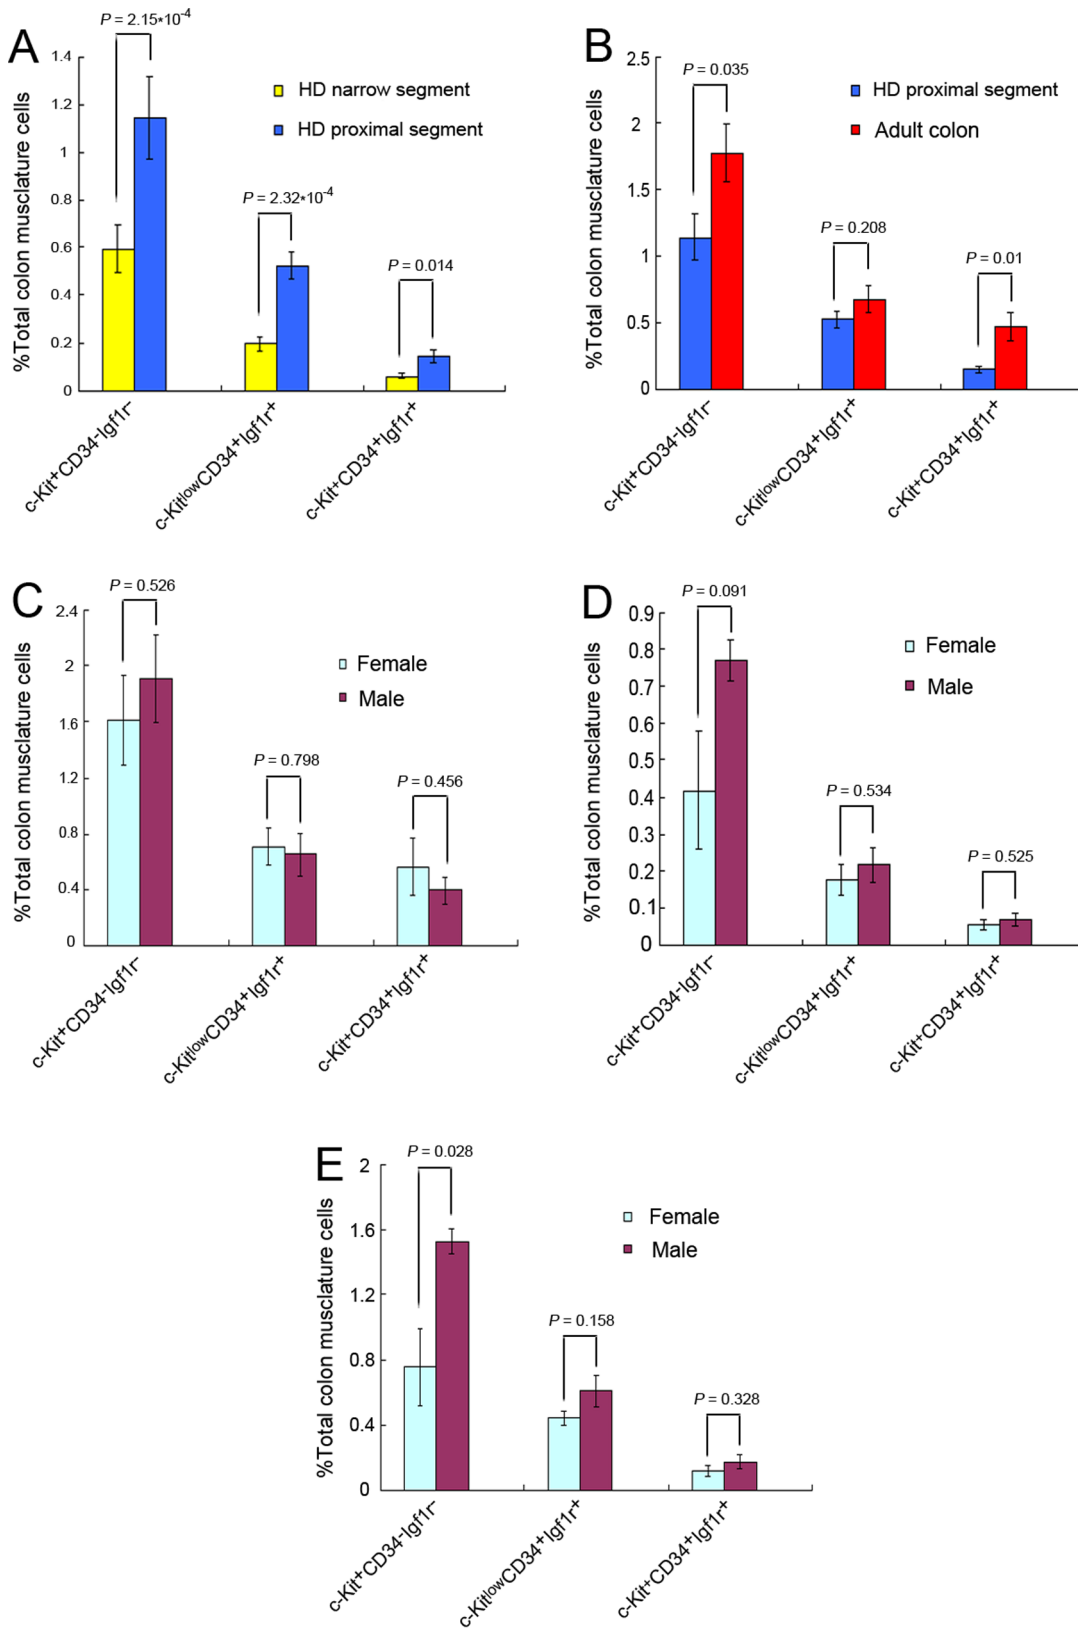 A
P = 2.15*10-4
1.4
1.2
1
0.8
0.6
0.4
0.2
0
%Total colon musclature cells
HD narrow segment
HD proximal segment
P = 2.32*10-4
P = 0.014
c-Kit+CD34-Igf1r-
c-KitlowCD34+Igf1r+
c-Kit+CD34+Igf1r+
B
P = 0.035
2.5
2
1.5
1
0.5
0
%Total colon musclature cells
HD proximal segment
Adult colon
P = 0.208
P = 0.01
c-Kit+CD34-Igf1r-
c-KitlowCD34+Igf1r+
c-Kit+CD34+Igf1r+
C
P = 0.526
2.4
2
1.6
1.2
0.8
0.4
0
%Total colon musclature cells
Female
Male
P = 0.798
P = 0.456
c-Kit+CD34-Igf1r-
c-KitlowCD34+Igf1r+
c-Kit+CD34+Igf1r+
D
P = 0.091
0.9
0.8
0.7
0.6
0.5
0.4
0.3
0.2
0.1
0
%Total colon musclature cells
Female
Male
P = 0.534
P = 0.525
c-Kit+CD34-Igf1r-
c-KitlowCD34+Igf1r+
c-Kit+CD34+Igf1r+
E
P = 0.028
2
1.6
1.2
0.8
0.4
0
%Total colon musclature cells
Female
Male
P = 0.158
P = 0.328
c-Kit+CD34-Igf1r-
c-KitlowCD34+Igf1r+
c-Kit+CD34+Igf1r+